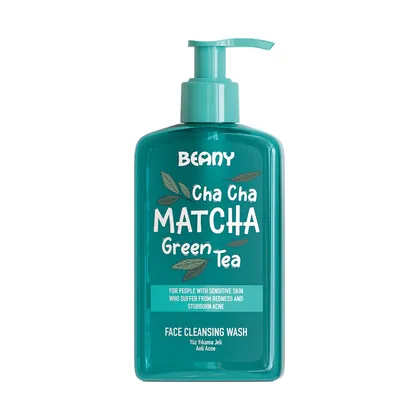 BEANY
Cha Cha
MATCHA
Green
Tea
FOR PEOPLE WITH SENSITIVE SKIN
WHO SUFFER FROM REDNESS AND
STUBBORN ACNE
FACE CLEANSING WASH
Yüz Yıkama Jeli
Anti Acne